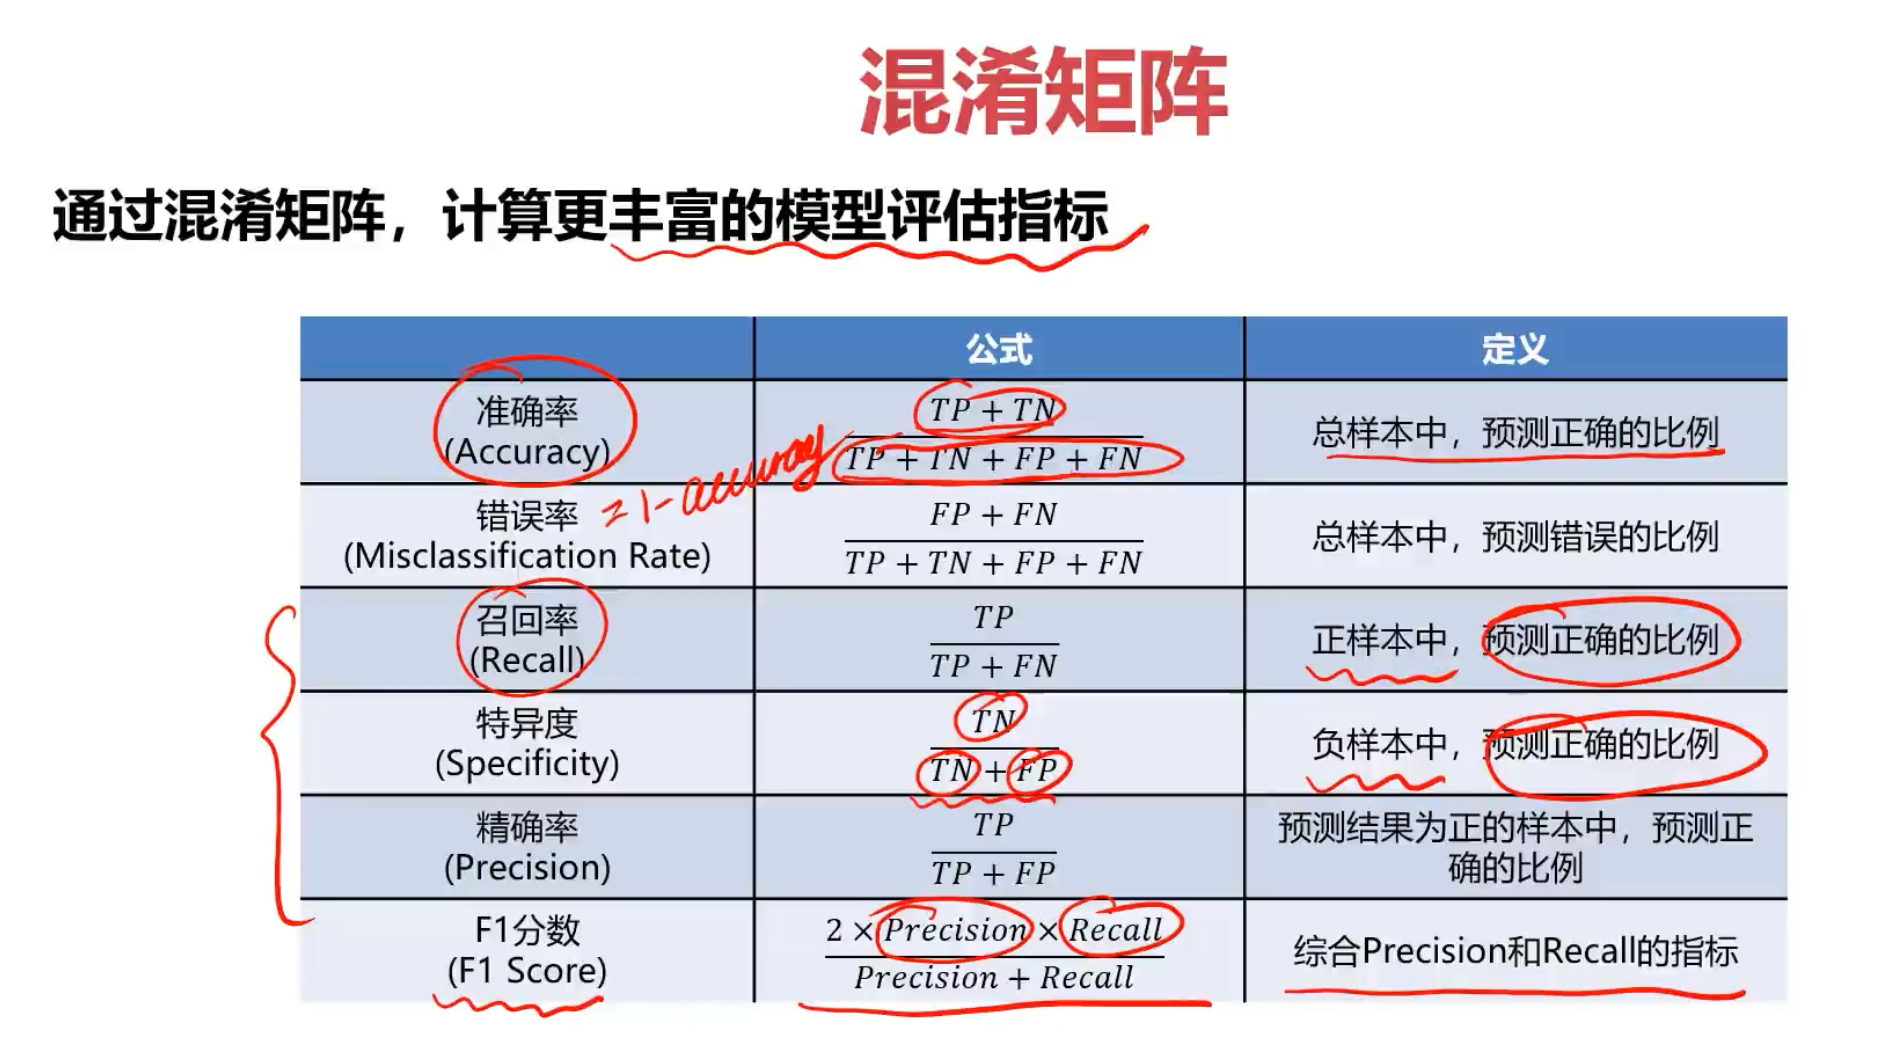 混淆矩阵
通过混淆矩阵，计算更丰富的模型评估指标
公式
定义
准确率
(Accuracy)
TP + TN
TP + TN + FP + FN
总样本中，预测正确的比例
错误率
(Misclassification Rate)
= 1 - accuracy
FP + FN
TP + TN + FP + FN
总样本中，预测错误的比例
召回率
(Recall)
TP
TP + FN
正样本中，预测正确的比例
特异度
(Specificity)
TN
TN + FP
负样本中，预测正确的比例
精确率
(Precision)
TP
TP + FP
预测结果为正的样本中，预测正
确的比例
F1分数
(F1 Score)
2 × Precision × Recall
Precision + Recall
综合Precision和Recall的指标